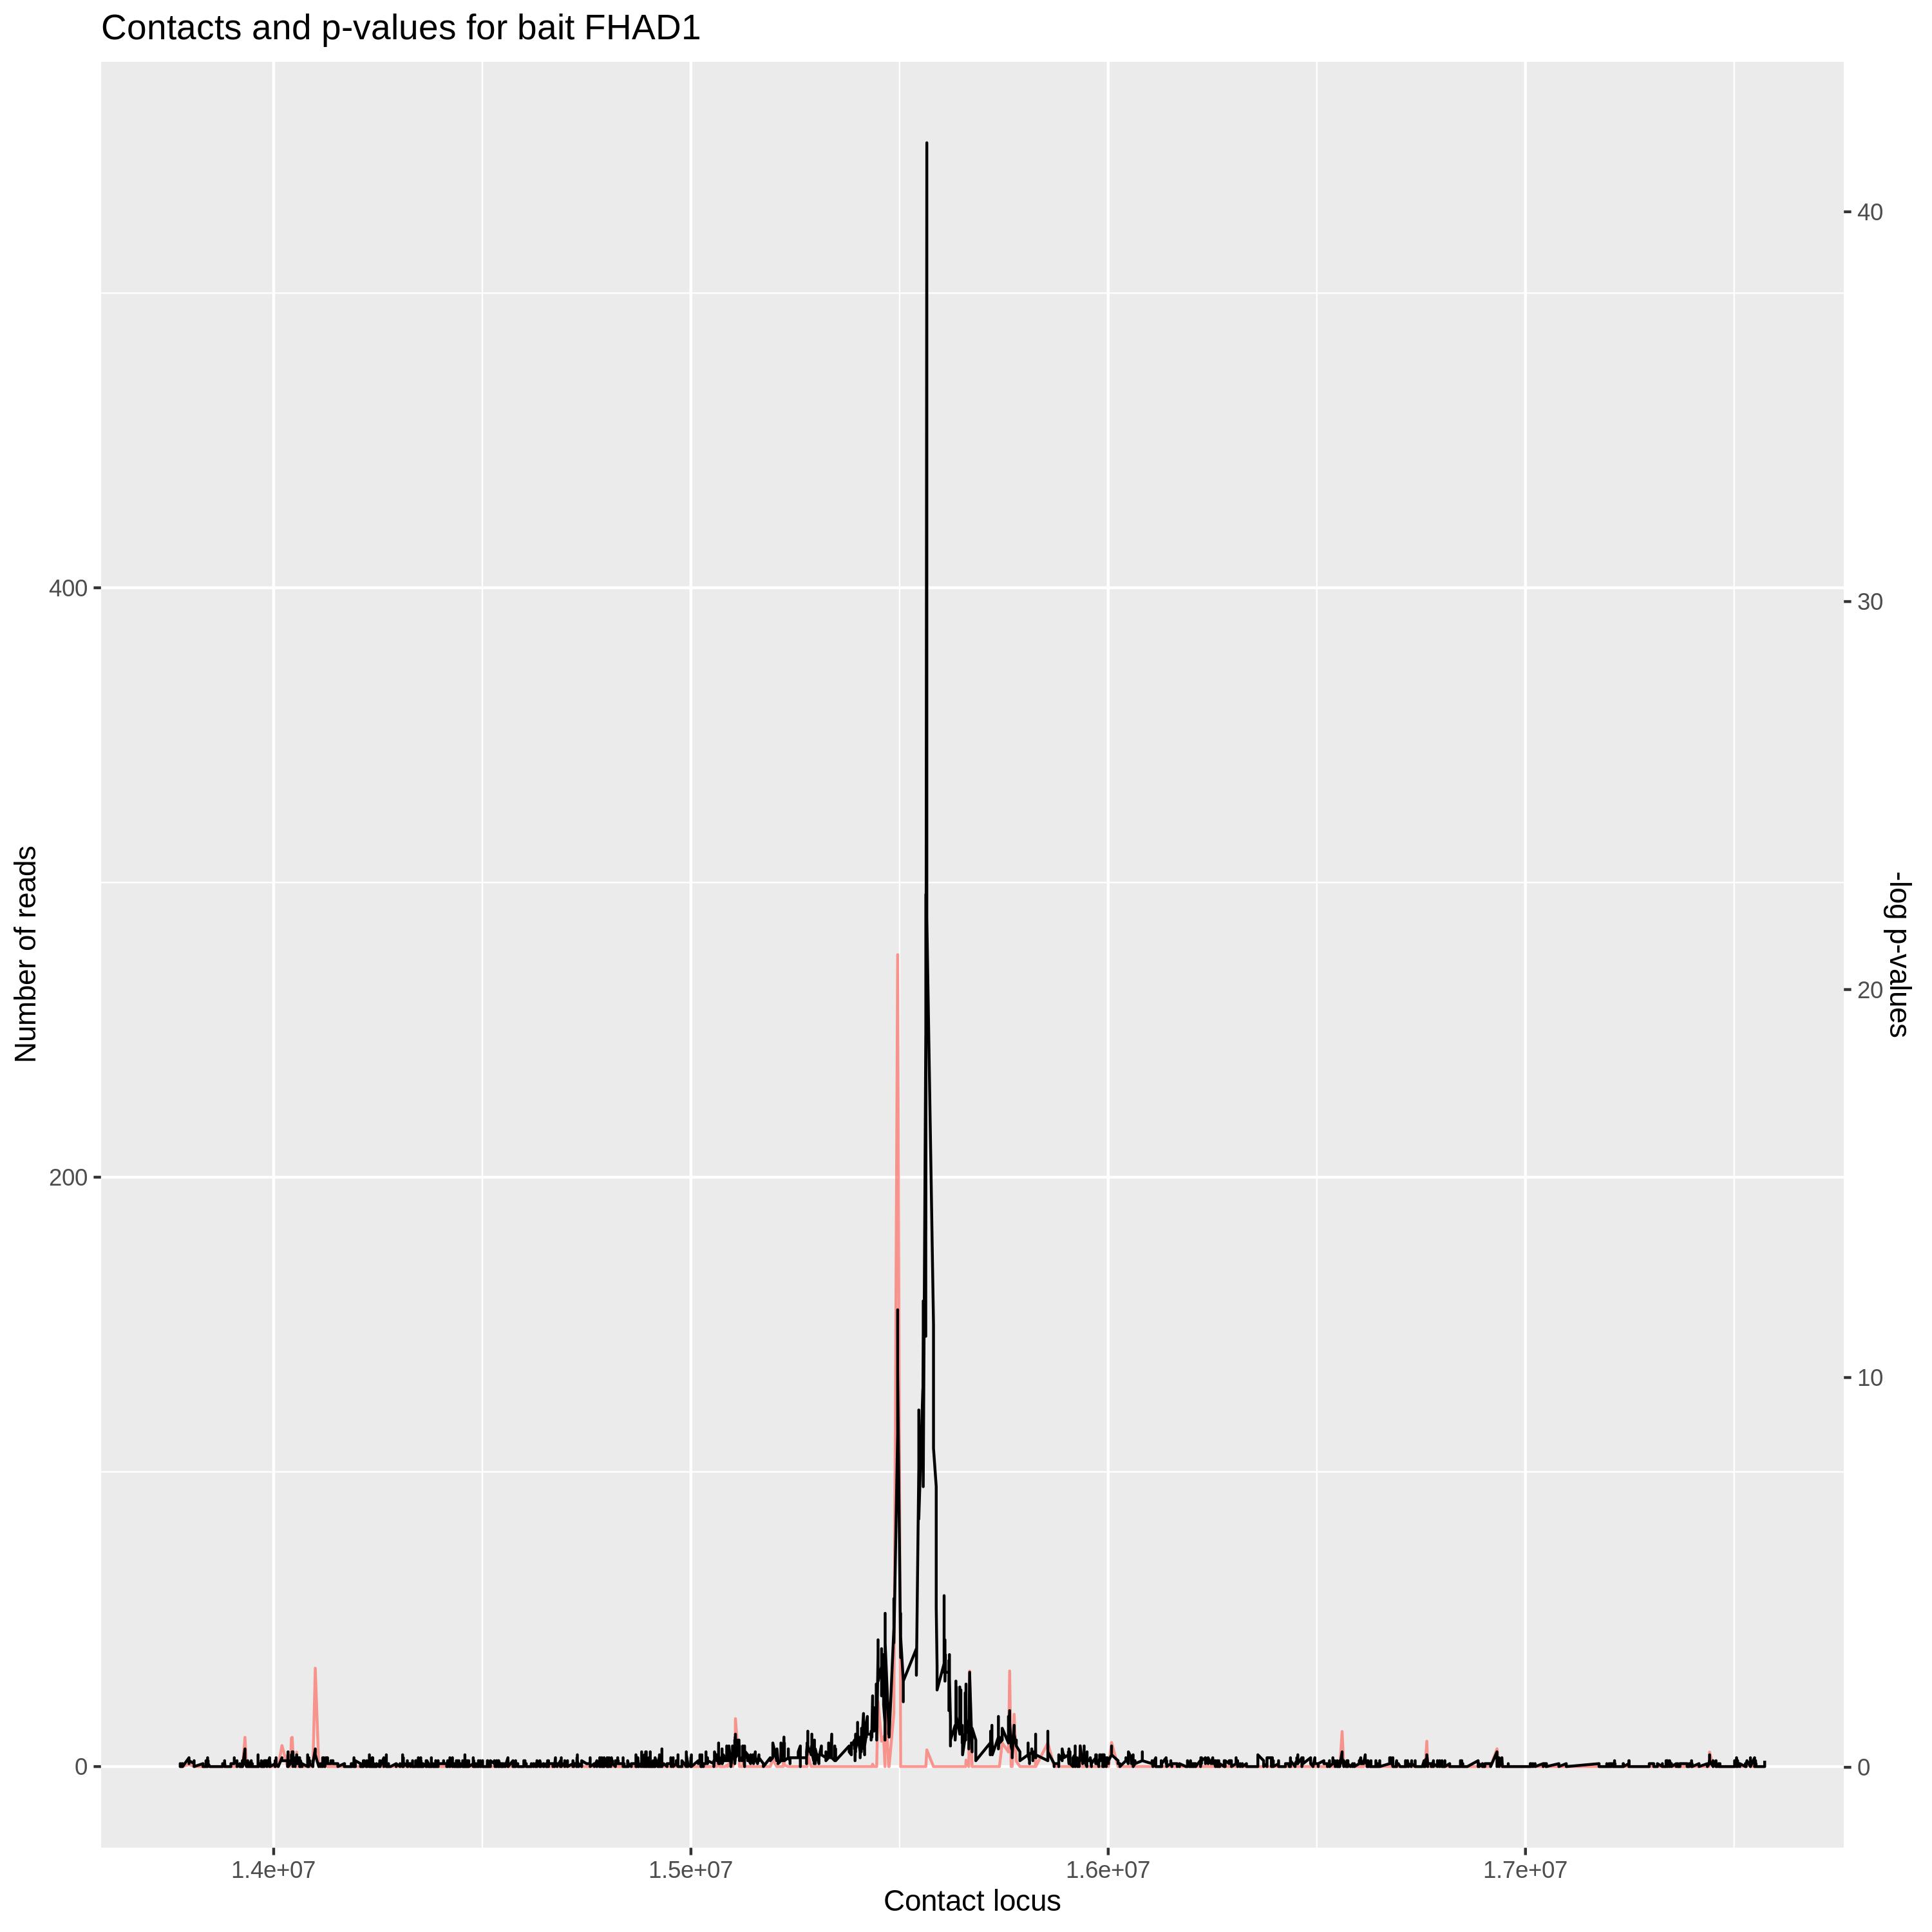 Contacts and p-values for bait FHAD1
Number of reads
400
200
0
40
30
20
10
0
-log p-values
1.4e+07 1.5e+07 1.6e+07 1.7e+07
Contact locus